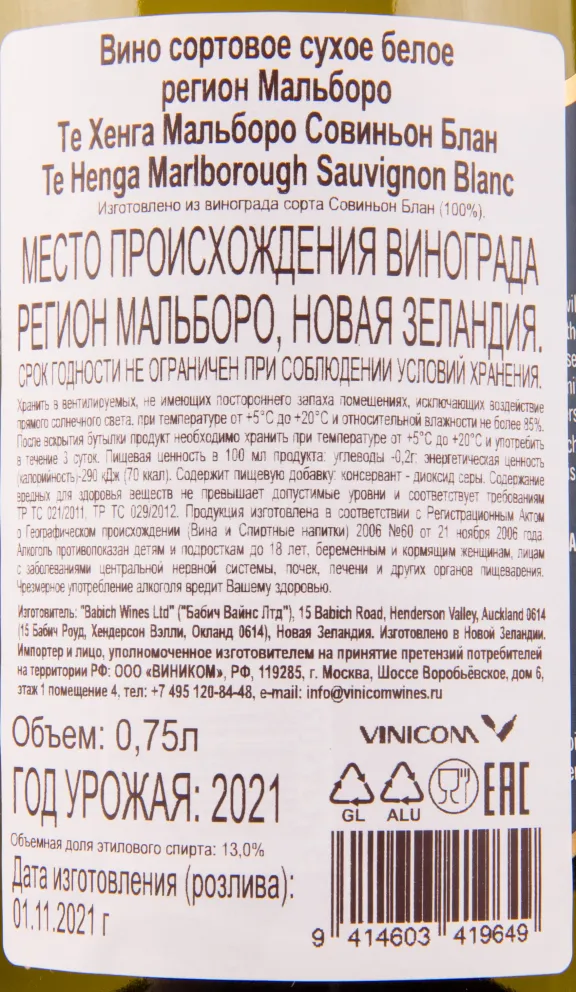 Вино сортовое сухое белое
регион Мальборо
Те Хенга Мальборо Совиньон Блан
Te Henga Marlborough Sauvignon Blanc
Изготовлено из винограда сорта Совиньон Блан (100%).
МЕСТО ПРОИСХОЖДЕНИЯ ВИНОГРАДА
РЕГИОН МАЛЬБОРО, НОВАЯ ЗЕЛАНДИЯ.
СРОК ГОДНОСТИ НЕ ОГРАНИЧЕН ПРИ СОБЛЮДЕНИИ УСЛОВИЙ ХРАНЕНИЯ.
Хранить в вентилируемых, не имеющих постороннего запаха помещениях, исключающих воздействие
прямого солнечного света, при температуре от +5°С до +20°С и относительной влажности не более 85%.
После вскрытия бутылки продукт необходимо хранить при температуре от +5°С до +20°С и употребить
в течение 3 суток. Пищевая ценность в 100 мл продукта: углеводы -0,2г; энергетическая ценность
(калорийность)-290 кДж (70 ккал). Содержит пищевую добавку: консервант - диоксид серы. Содержание
вредных для здоровья веществ не превышает допустимые уровни и соответствует требованиям
ТР ТС 021/2011, ТР ТС 029/2012. Продукция изготовлена в соответствии с Регистрационным Актом
о Географическом происхождении (Вина и Спиртные напитки) 2006 №60 от 21 ноября 2006 года.
Алкоголь противопоказан детям и подросткам до 18 лет, беременным и кормящим женщинам, лицам
с заболеваниями центральной нервной системы, почек, печени и других органов пищеварения.
Чрезмерное употребление алкоголя вредит Вашему здоровью.
Изготовитель: "Babich Wines Ltd" ("Бабич Вайнс Лтд"), 15 Babich Road, Henderson Valley, Auckland 0614
(15 Бабич Роуд, Хендерсон Вэлли, Окланд 0614), Новая Зеландия. Изготовлено в Новой Зеландии.
Импортер и лицо, уполномоченное изготовителем на принятие претензий потребителей
на территории РФ: ООО «ВИНИКОМ», РФ, 119285, г. Москва, Шоссе Воробьёвское, дом 6,
этаж 1 помещение 4, тел: +7 495 120-84-48, e-mail: info@vinicomwines.ru
Объем: 0,75л
VINICOM
ГОД УРОЖАЯ: 2021
GL ALU EAC
Объемная доля этилового спирта: 13,0%
Дата изготовления (розлива):
01.11.2021 г
9 414603 419649